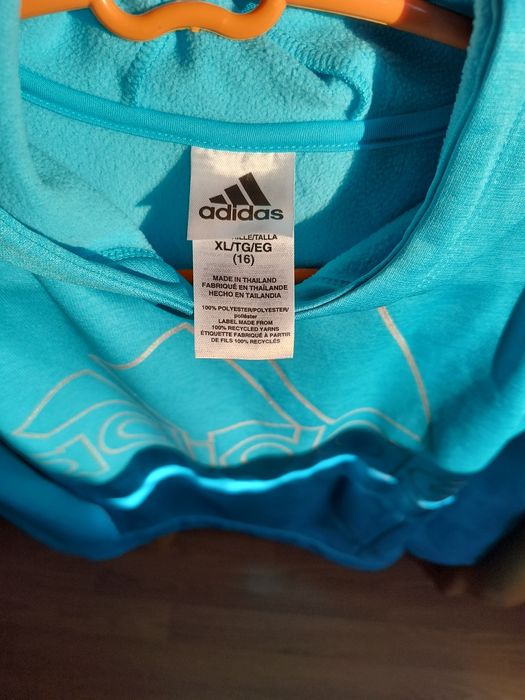 adidas
XL/TG/EG
(16)
MADE IN THAILAND
FABRIQUÉ EN THAÏLANDE
HECHO EN TAILANDIA
100% POLYESTER/POLYESTER/
poliéster
LABEL MADE FROM
100% RECYCLED YARNS
ÉTIQUETTE FABRIQUÉE À PARTIR
DE FILS 100% RECYCLÉS